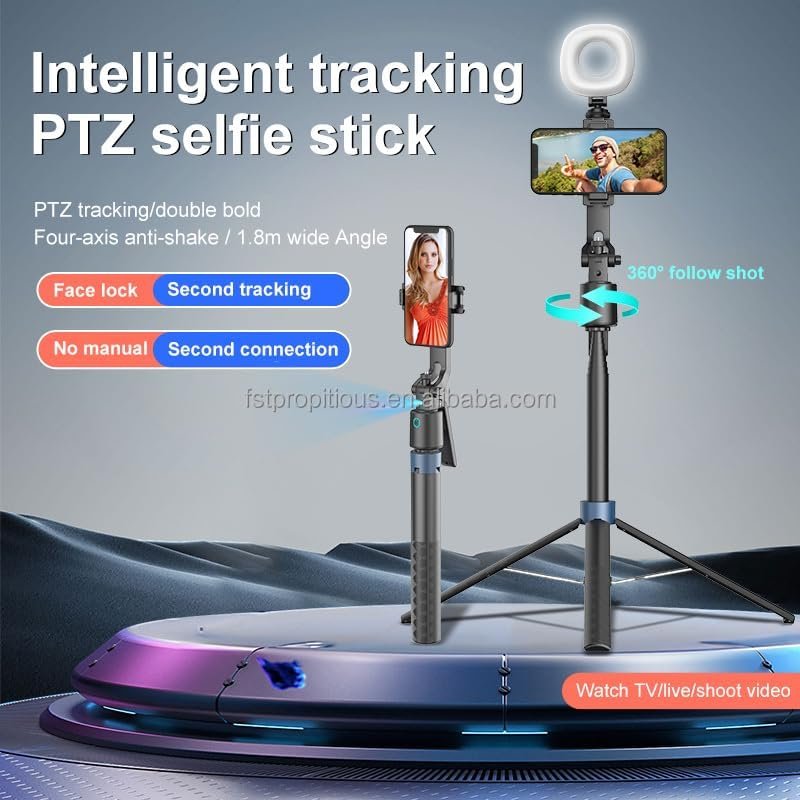 Intelligent tracking
PTZ selfie stick
PTZ tracking/double bold
Four-axis anti-shake / 1.8m wide Angle
Face lock Second tracking
No manual Second connection
360° follow shot
fstpropitious.en.alibaba.com
Watch TV/live/shoot video